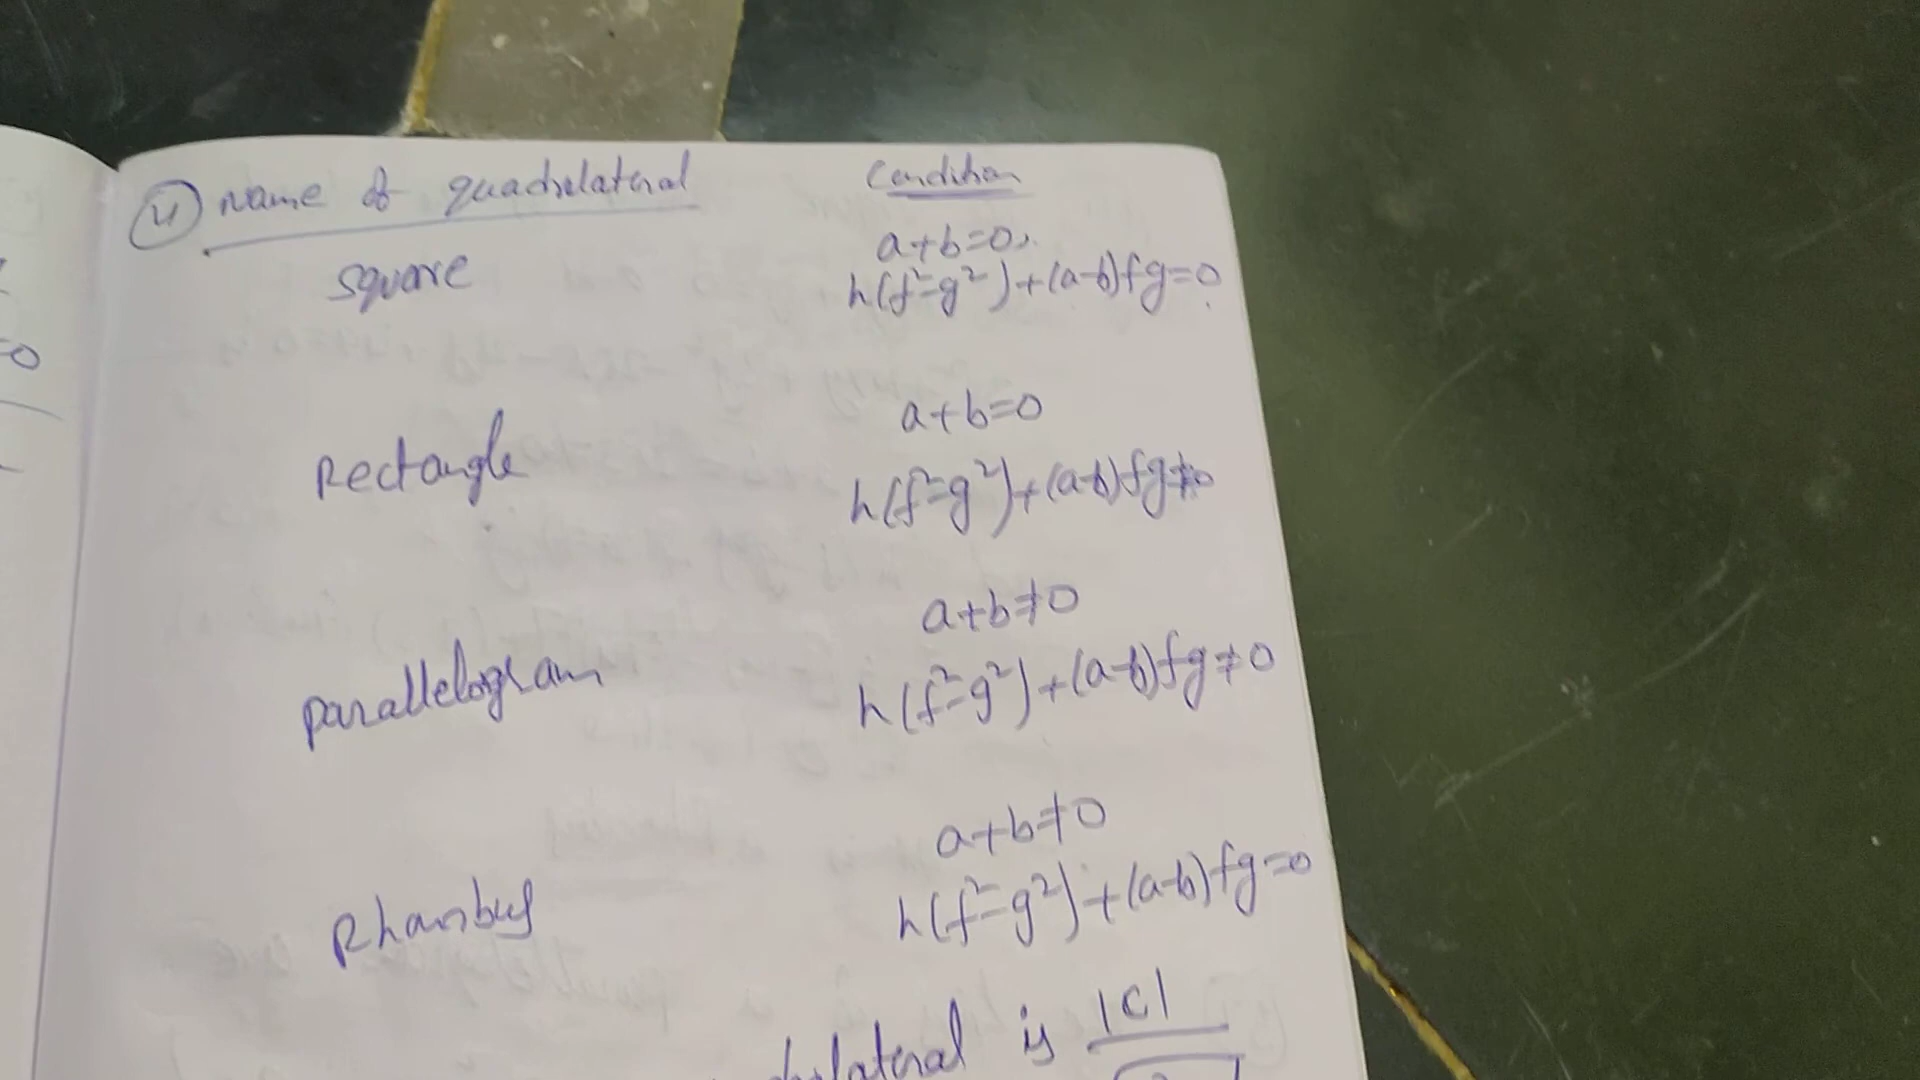 4 Name of quadrilateral Condition
Square a+b=0,
h(f²-g²)+(a-b)fg=0
a+b=0
Rectangle h(f²-g²)+(a-b)fg≠0
a+b≠0
parallelogram h(f²-g²)+(a-b)fg≠0
a+b≠0
Rhombus h(f²-g²)+(a-b)fg=0
is |c|
=0